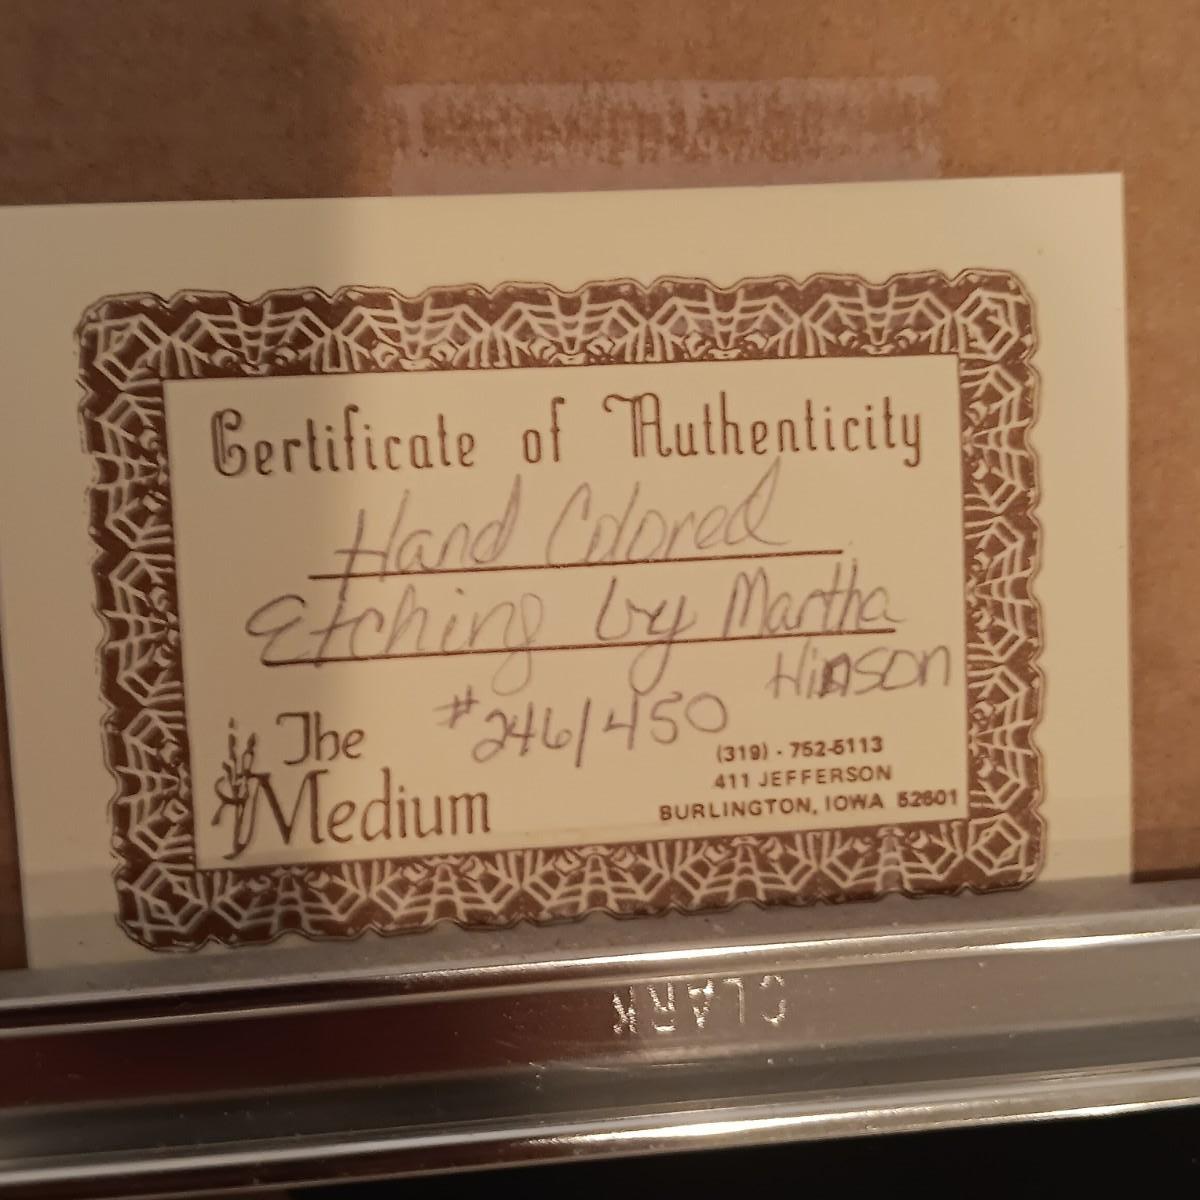 Certificate of Authenticity
Hand Colored
Etching by Martha
Hinson
#246/450
The
Medium
(319) - 752-5113
411 JEFFERSON
BURLINGTON, IOWA 52601
CLARK